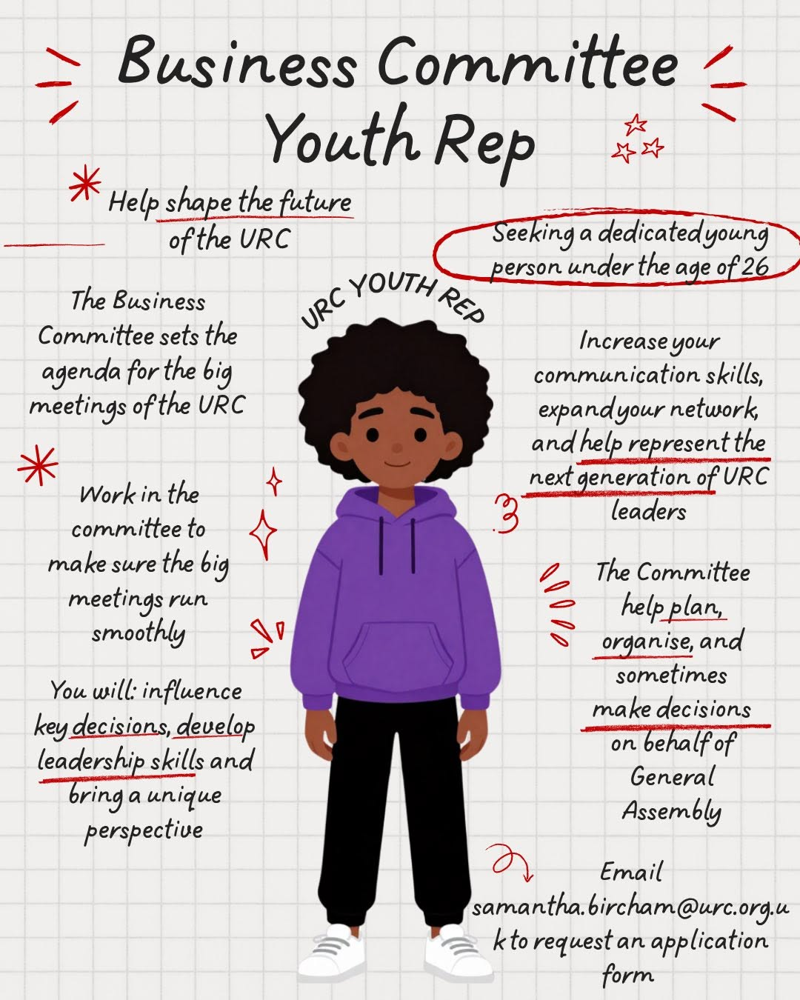 Business Committee
Youth Rep
Help shape the future
of the URC
Seeking a dedicated young
person under the age of 26
URC YOUTH REP
The Business
Committee sets the
agenda for the big
meetings of the URC
Increase your
communication skills,
expand your network,
and help represent the
next generation of URC
leaders
Work in the
committee to
make sure the big
meetings run
smoothly
The Committee
help plan,
organise, and
sometimes
make decisions
on behalf of
General
Assembly
You will: influence
key decisions, develop
leadership skills and
bring a unique
perspective
Email
samantha.bircham@urc.org.u
k to request an application
form